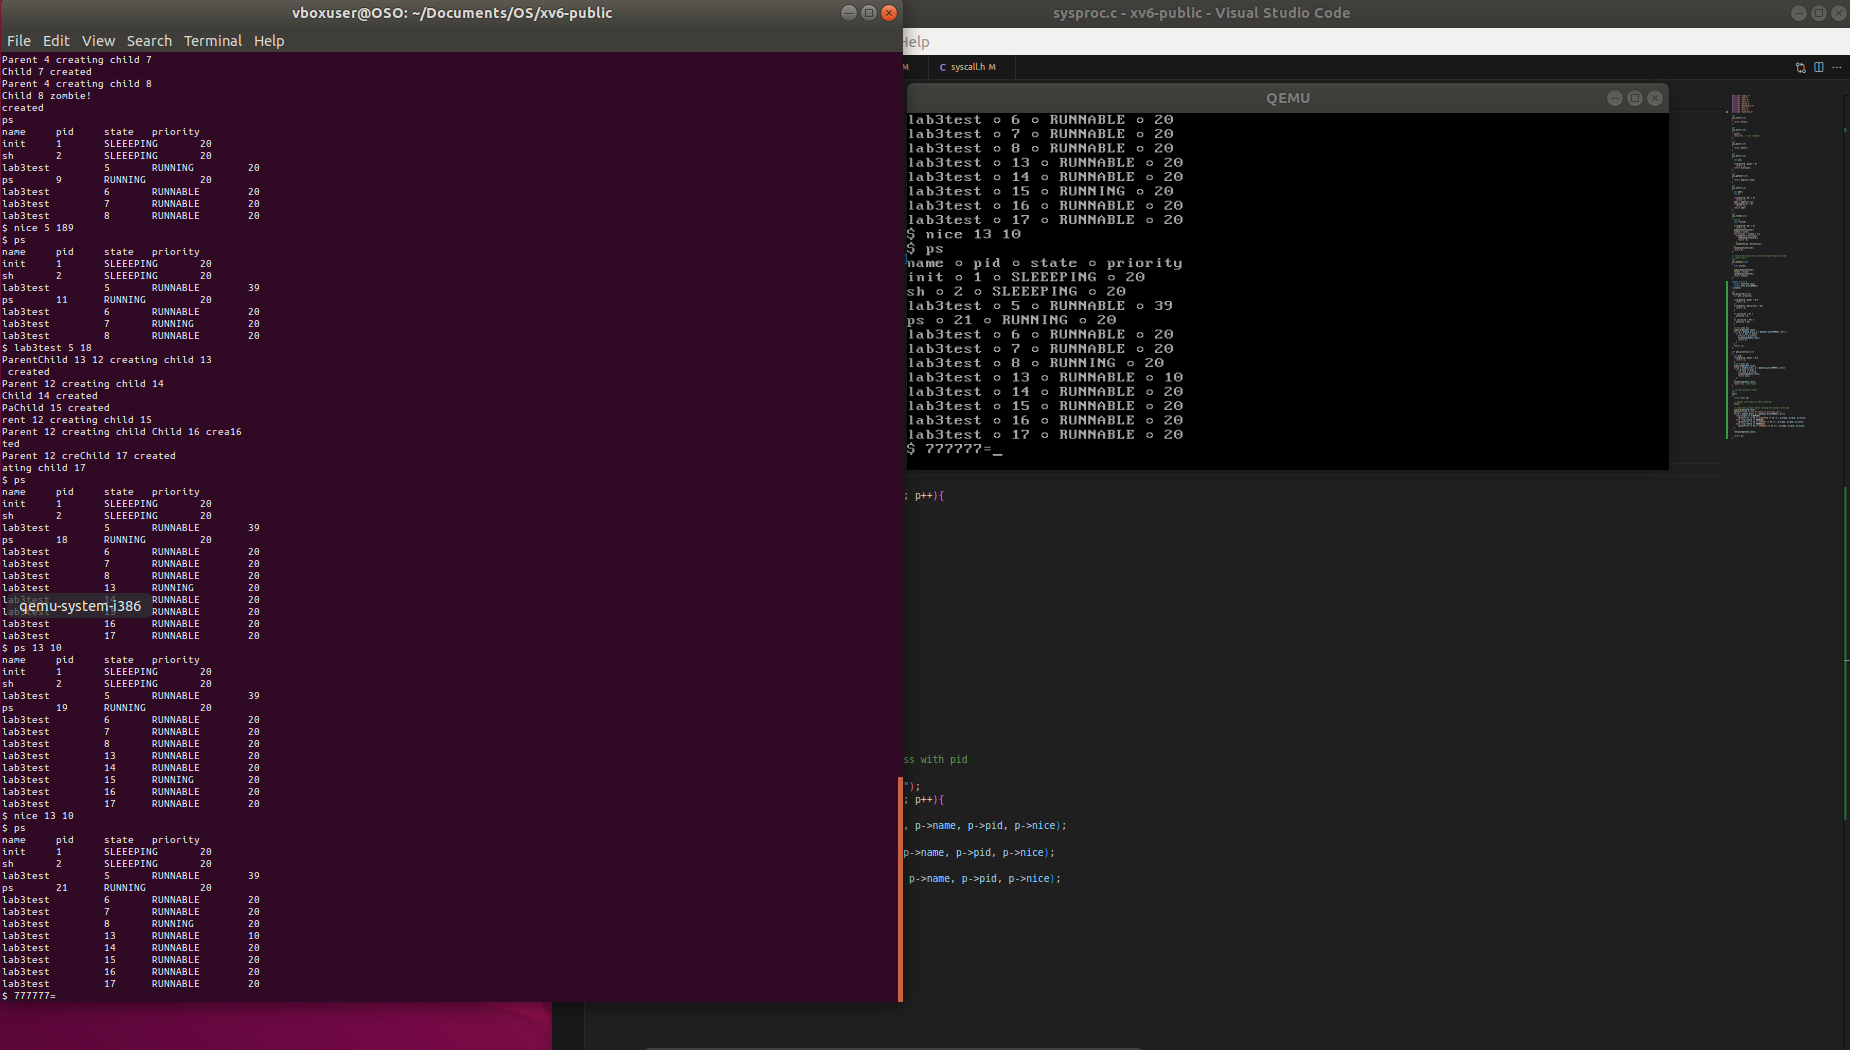 vboxuser@OSO: ~/Documents/OS/xv6-public
File Edit View Search Terminal Help
Parent 4 creating child 7
Child 7 created
Parent 4 creating child 8
Child 8 zombie!
created
ps
name pid state priority
init 1 SLEEEPING 20
sh 2 SLEEEPING 20
lab3test 5 RUNNING 20
ps 9 RUNNING 20
lab3test 6 RUNNABLE 20
lab3test 7 RUNNABLE 20
lab3test 8 RUNNABLE 20
$ nice 5 189
$ ps
name pid state priority
init 1 SLEEEPING 20
sh 2 SLEEEPING 20
lab3test 5 RUNNABLE 39
ps 11 RUNNING 20
lab3test 6 RUNNABLE 20
lab3test 7 RUNNING 20
lab3test 8 RUNNABLE 20
$ lab3test 5 18
ParentChild 13 12 creating child 13
created
Parent 12 creating child 14
Child 14 created
PaChild 15 created
rent 12 creating child 15
Parent 12 creating child Child 16 crea16
ted
Parent 12 creChild 17 created
ating child 17
$ ps
name pid state priority
init 1 SLEEEPING 20
sh 2 SLEEEPING 20
lab3test 5 RUNNABLE 39
ps 18 RUNNING 20
lab3test 6 RUNNABLE 20
lab3test 7 RUNNABLE 20
lab3test 8 RUNNABLE 20
lab3test 13 RUNNING 20
RUNNABLE 20
qemu-system-i386
RUNNABLE 20
lab3test 16 RUNNABLE 20
lab3test 17 RUNNABLE 20
$ ps 13 10
name pid state priority
init 1 SLEEEPING 20
sh 2 SLEEEPING 20
lab3test 5 RUNNABLE 39
ps 19 RUNNING 20
lab3test 6 RUNNABLE 20
lab3test 7 RUNNABLE 20
lab3test 8 RUNNABLE 20
lab3test 13 RUNNABLE 20
lab3test 14 RUNNABLE 20
lab3test 15 RUNNING 20
lab3test 16 RUNNABLE 20
lab3test 17 RUNNABLE 20
$ nice 13 10
$ ps
name pid state priority
init 1 SLEEEPING 20
sh 2 SLEEEPING 20
lab3test 5 RUNNABLE 39
ps 21 RUNNING 20
lab3test 6 RUNNABLE 20
lab3test 7 RUNNABLE 20
lab3test 8 RUNNING 20
lab3test 13 RUNNABLE 10
lab3test 14 RUNNABLE 20
lab3test 15 RUNNABLE 20
lab3test 16 RUNNABLE 20
lab3test 17 RUNNABLE 20
$ 777777=
sysproc.c - xv6-public - Visual Studio Code
Help
M C syscall.h M
QEMU
lab3test o 6 o RUNNABLE o 20
lab3test o 7 o RUNNABLE o 20
lab3test o 8 o RUNNABLE o 20
lab3test o 13 o RUNNABLE o 20
lab3test o 14 o RUNNABLE o 20
lab3test o 15 o RUNNING o 20
lab3test o 16 o RUNNABLE o 20
lab3test o 17 o RUNNABLE o 20
$ nice 13 10
$ ps
name o pid o state o priority
init o 1 o SLEEEPING o 20
sh o 2 o SLEEEPING o 20
lab3test o 5 o RUNNABLE o 39
ps o 21 o RUNNING o 20
lab3test o 6 o RUNNABLE o 20
lab3test o 7 o RUNNABLE o 20
lab3test o 8 o RUNNING o 20
lab3test o 13 o RUNNABLE o 10
lab3test o 14 o RUNNABLE o 20
lab3test o 15 o RUNNABLE o 20
lab3test o 16 o RUNNABLE o 20
lab3test o 17 o RUNNABLE o 20
$ 777777=_
; p++){
ss with pid
");
; p++){
, p->name, p->pid, p->nice);
p->name, p->pid, p->nice);
p->name, p->pid, p->nice);